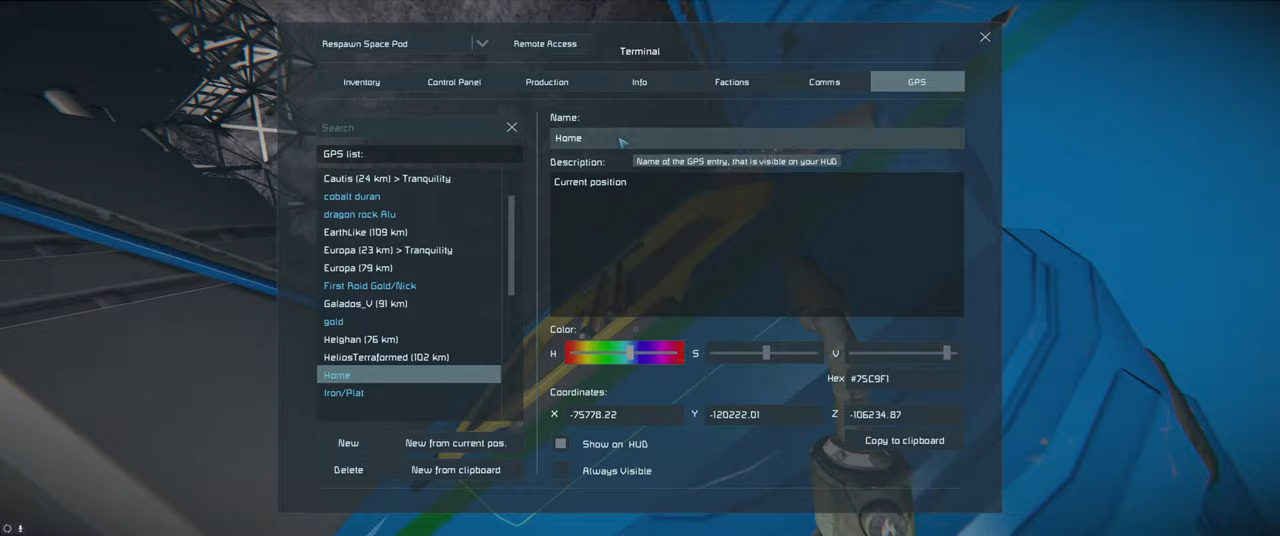 Respawn Space Pod
Remote Access
Terminal
Inventory
Control Panel
Production
Info
Factions
Comms
GPS
Search
GPS list:
Cautis (24 km) > Tranquility
cobalt duran
dragon rock Alu
EarthLike (109 km)
Europa (23 km) > Tranquility
Europa (79 km)
First Roid Gold/Nick
Galados_V (91 km)
gold
Helghan (76 km)
HeliosTerraformed (102 km)
Home
Iron/Plat
New
New from current pos.
Delete
New from clipboard
Name:
Home
Description:
Name of the GPS entry, that is visible on your HUD
Current position
Color:
H
S
V
Hex #75C9F1
Coordinates:
X -75778.22
Y -120222.01
Z -106234.87
Show on HUD
Copy to clipboard
Always Visible